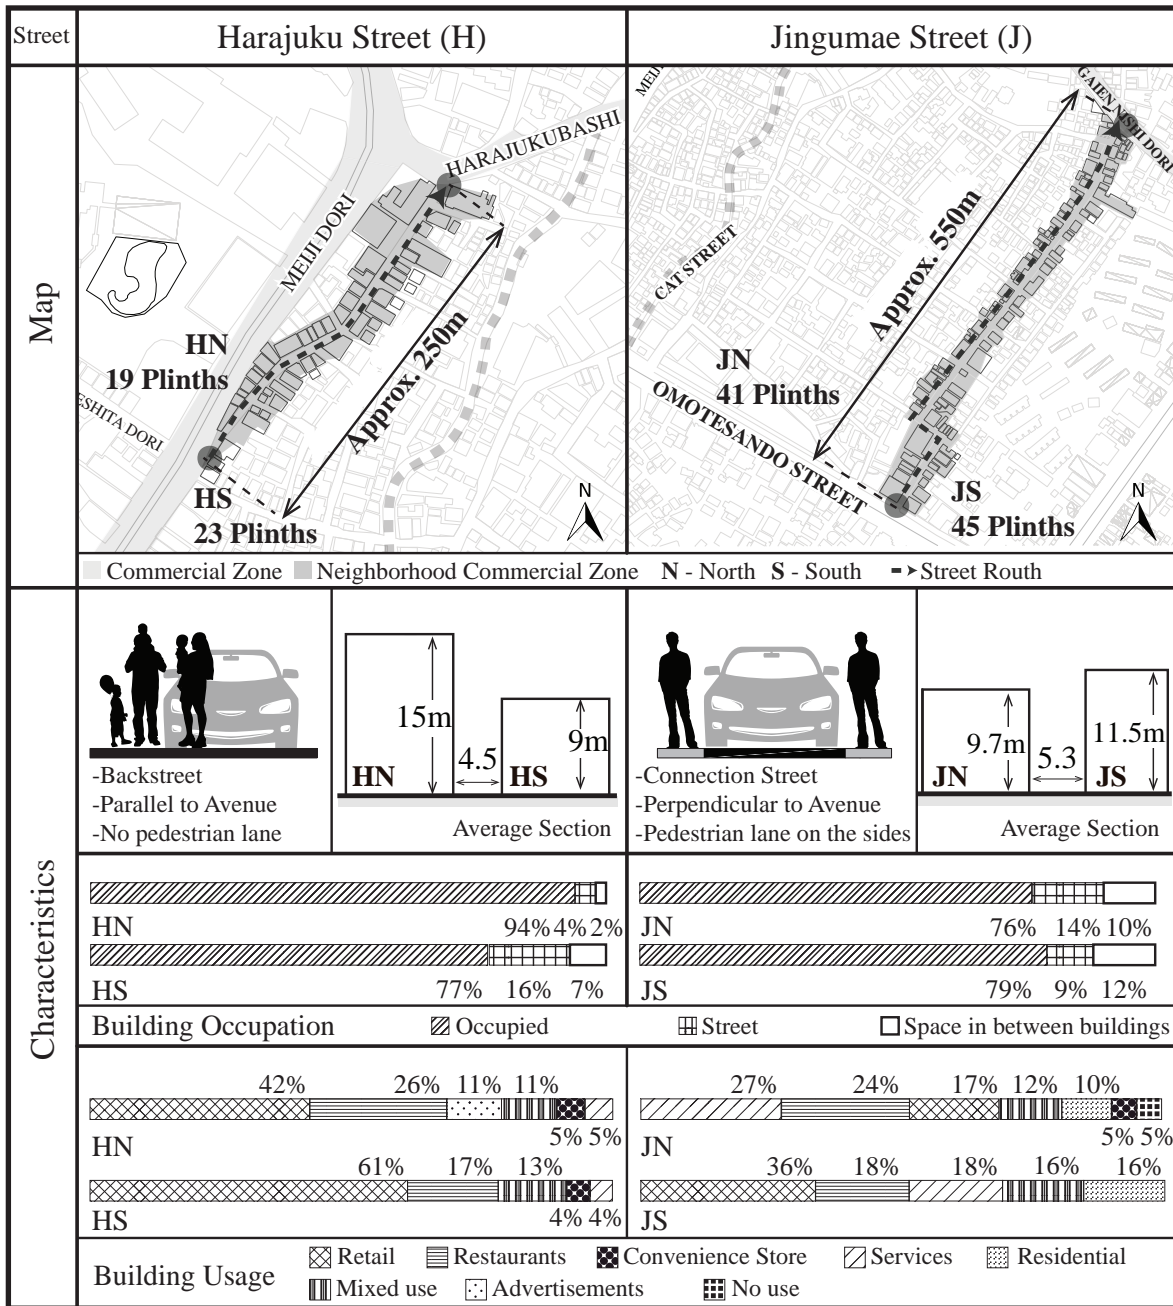 Street
Harajuku Street (H)
Jingumae Street (J)
Map
HARAJUKUBASHI
MEIJI DORI
ESHITA DORI
HN
19 Plinths
HS
23 Plinths
Approx. 250m
N
MEIJI
GAIEN NISHI DORI
CAT STREET
Approx. 550m
JN
41 Plinths
OMOTESANDO STREET
JS
45 Plinths
N
Commercial Zone Neighborhood Commercial Zone N - North S - South Street Routh
Characteristics
-Backstreet
-Parallel to Avenue
-No pedestrian lane
15m
4.5
9m
HN
HS
Average Section
-Connection Street
-Perpendicular to Avenue
-Pedestrian lane on the sides
9.7m
5.3
11.5m
JN
JS
Average Section
HN
94% 4% 2%
HS
77% 16% 7%
JN
76% 14% 10%
JS
79% 9% 12%
Building Occupation Occupied Street Space in between buildings
42% 26% 11% 11%
5% 5%
HN
61% 17% 13%
4% 4%
HS
27% 24% 17% 12% 10%
5% 5%
JN
36% 18% 18% 16% 16%
JS
Building Usage
Retail Restaurants Convenience Store Services Residential
Mixed use Advertisements No use